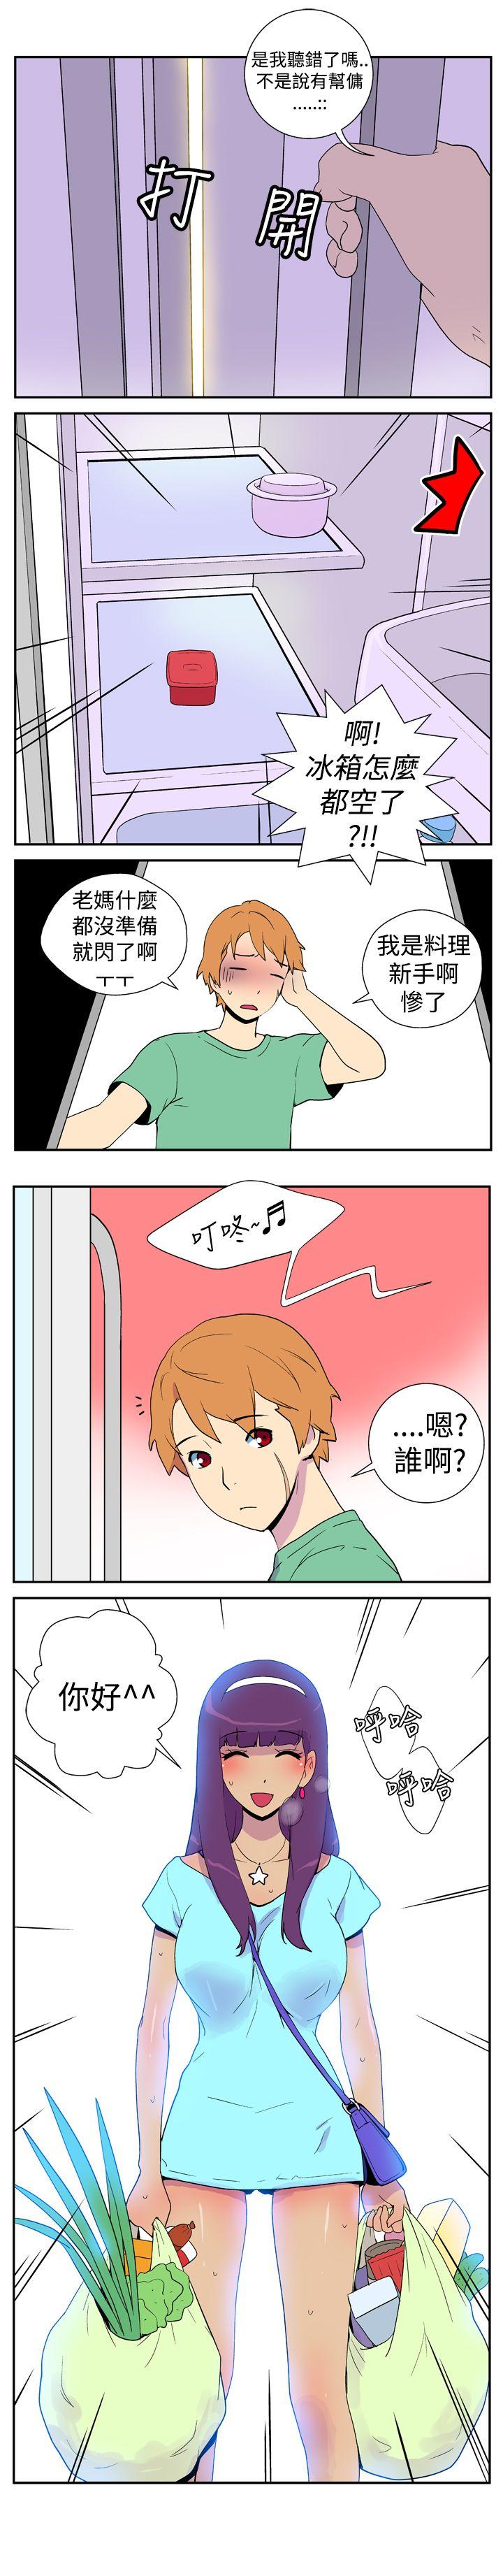 是我聽錯了嗎..
不是說有幫傭
.....::
打 開
啊!
冰箱怎麼
都空了
?!!
老媽什麼
都沒準備
就閃了啊
ㅜㅜ
我是料理
新手啊
慘了
叮咚~♬
....嗯?
誰啊?
你好^^
呼哈
呼哈